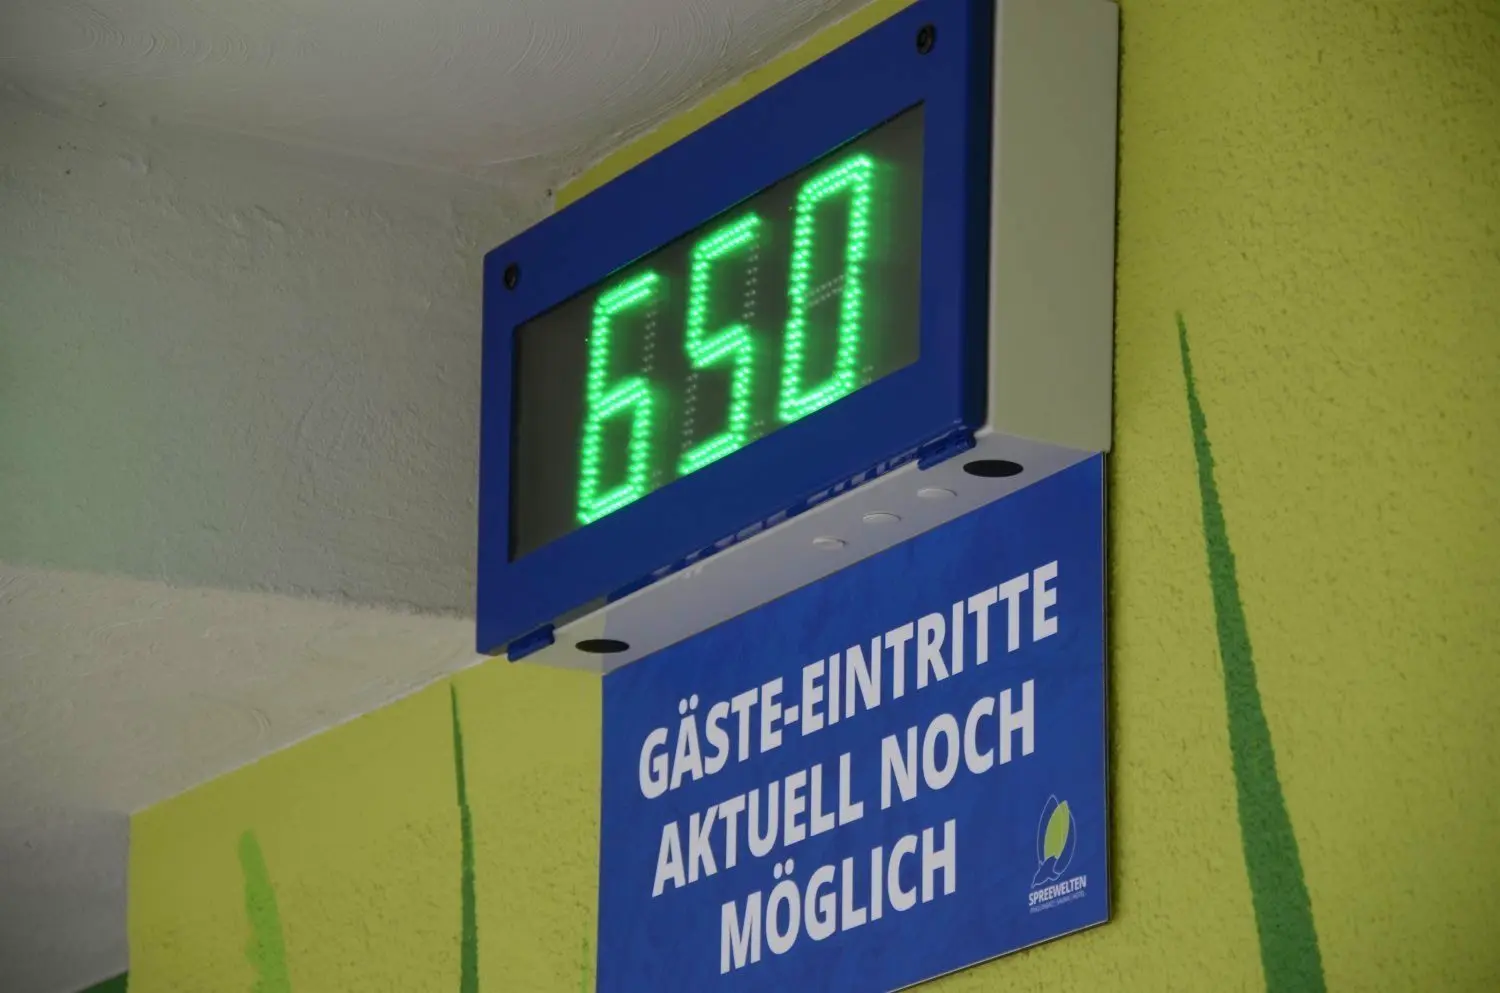 650
GÄSTE-EINTRITTE
AKTUELL NOCH
MÖGLICH
SPREEWELTEN